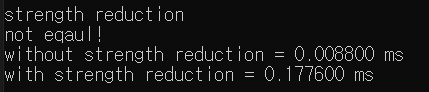 strength reduction
not eqaul!
without strength reduction = 0.008800 ms
with strength reduction = 0.177600 ms